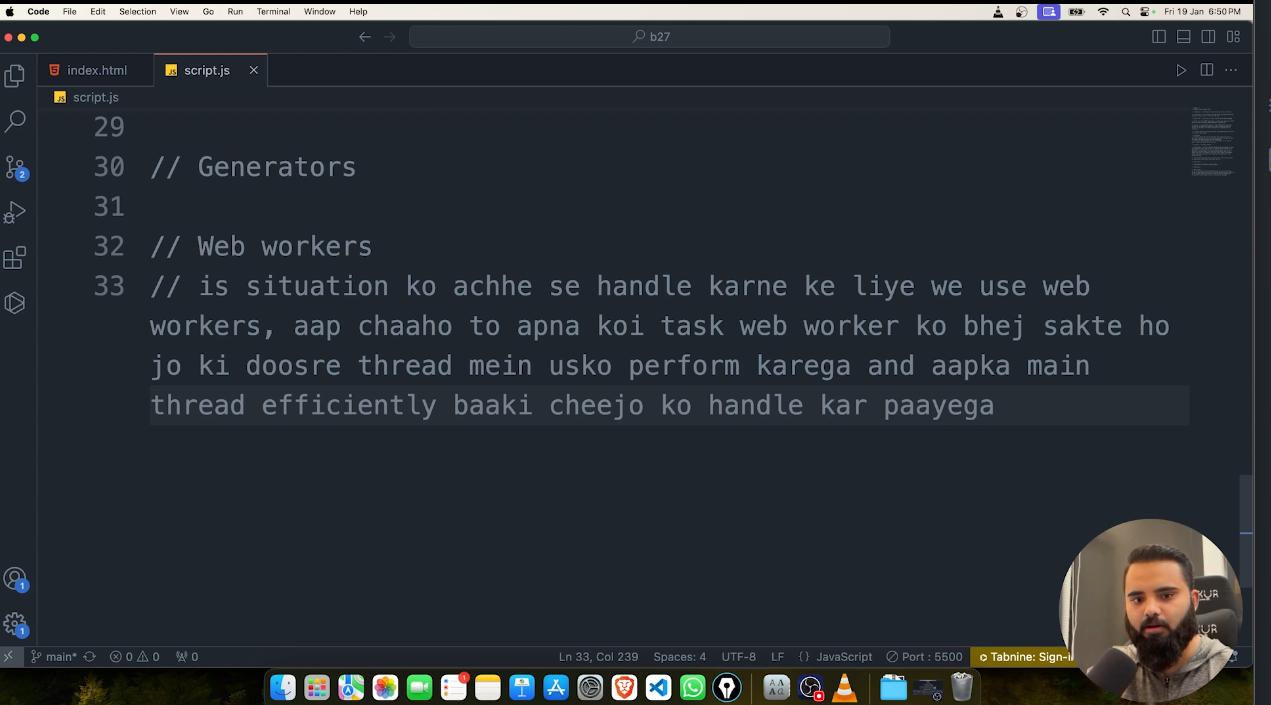 Code File Edit Selection View Go Run Terminal Window Help Fri 19 Jan 6:50 PM
b27
index.html script.js
script.js
29
30 // Generators
31
32 // Web workers
33 // is situation ko achhe se handle karne ke liye we use web
workers, aap chaaho to apna koi task web worker ko bhej sakte ho
jo ki doosre thread mein usko perform karega and aapka main
thread efficiently baaki cheejo ko handle kar paayega
2
1
1
main* 0 0 0 Ln 33, Col 239 Spaces: 4 UTF-8 LF {} JavaScript Port : 5500 Tabnine: Sign-i
1